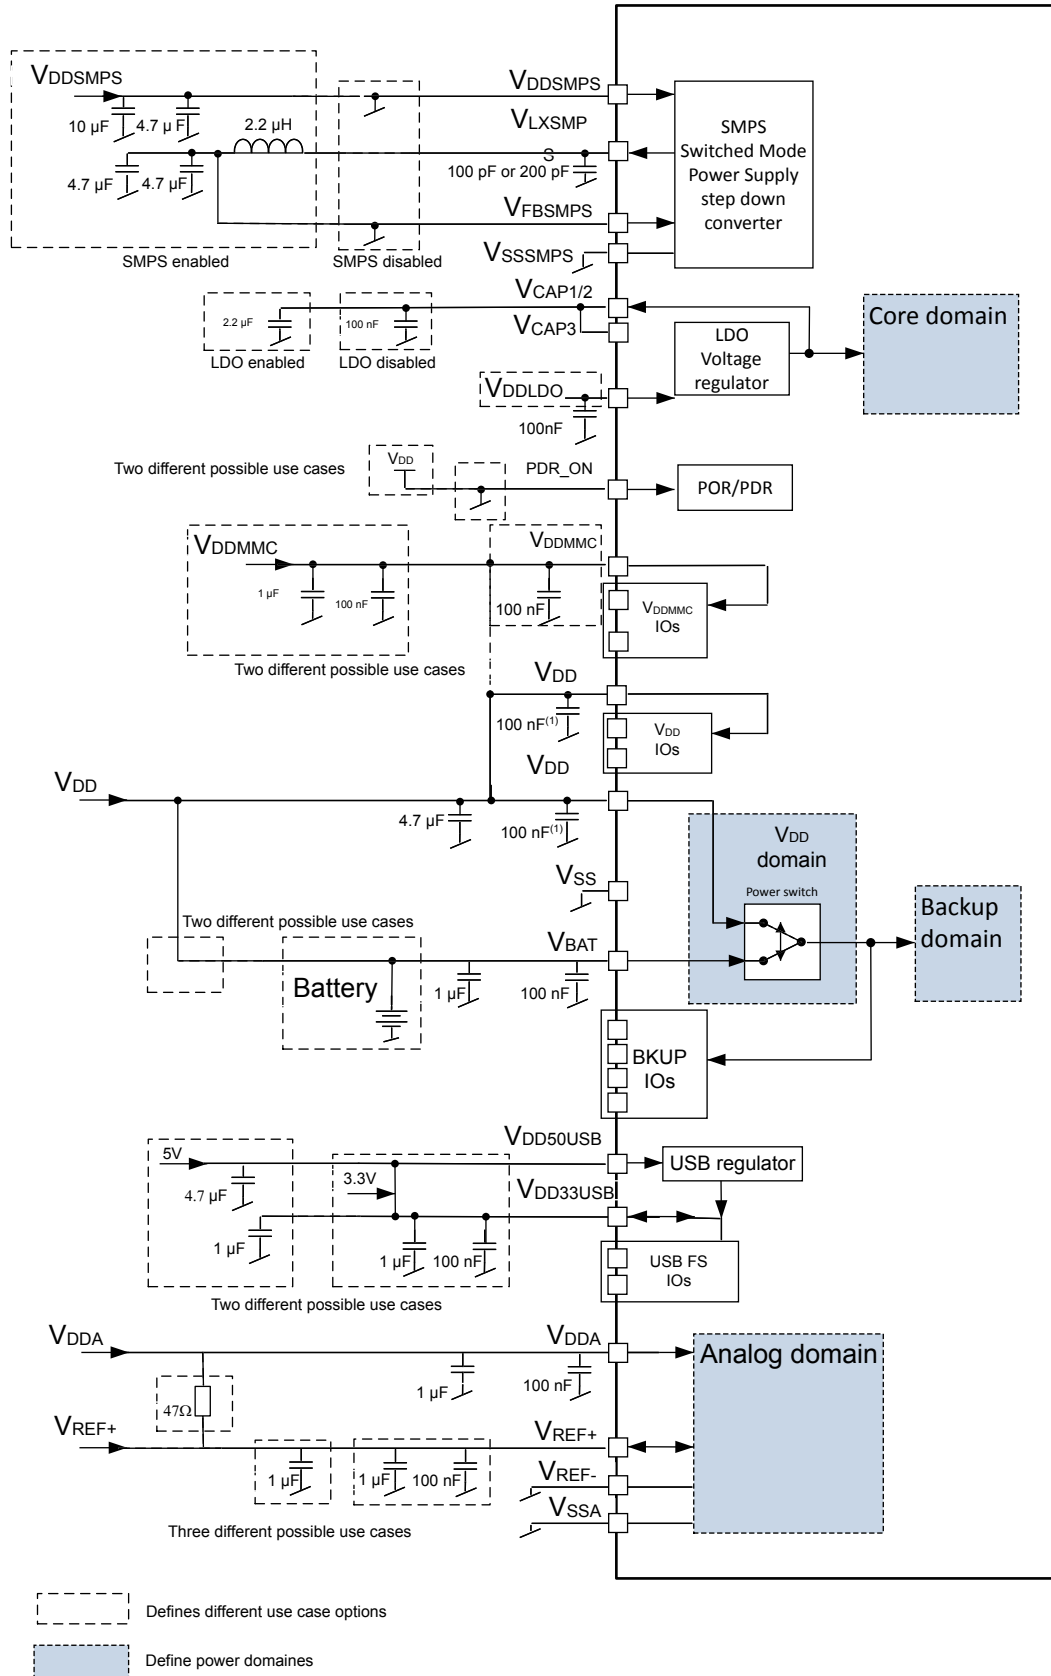 VDDSMPS
10 µF
4.7 µ F
2.2 µH
4.7 µF
4.7 µF
SMPS enabled
SMPS disabled
VDDSMPS
VLXSMP
S
100 pF or 200 pF
VFBSMPS
VSSSMPS
SMPS
Switched Mode
Power Supply
step down
converter
VCAP1/2
VCAP3
2.2 µF
100 nF
LDO enabled
LDO disabled
LDO
Voltage
regulator
Core domain
VDDLDO
100nF
Two different possible use cases
VDD
PDR_ON
POR/PDR
VDDMMC
1 µF
100 nF
VDDMMC
100 nF
VDDMMC
IOs
Two different possible use cases
VDD
100 nF(1)
VDD
IOs
VDD
VDD
4.7 µF
100 nF(1)
VDD
domain
Power switch
VSS
Backup
domain
Two different possible use cases
VBAT
Battery
1 µF
100 nF
BKUP
IOs
VDD50USB
5V
4.7 µF
3.3V
VDD33USB
USB regulator
1 µF
1 µF
100 nF
USB FS
IOs
Two different possible use cases
VDDA
VDDA
Analog domain
1 µF
100 nF
47Ω
VREF+
VREF+
1 µF
1 µF
100 nF
VREF-
VSSA
Three different possible use cases
Defines different use case options
Define power domaines